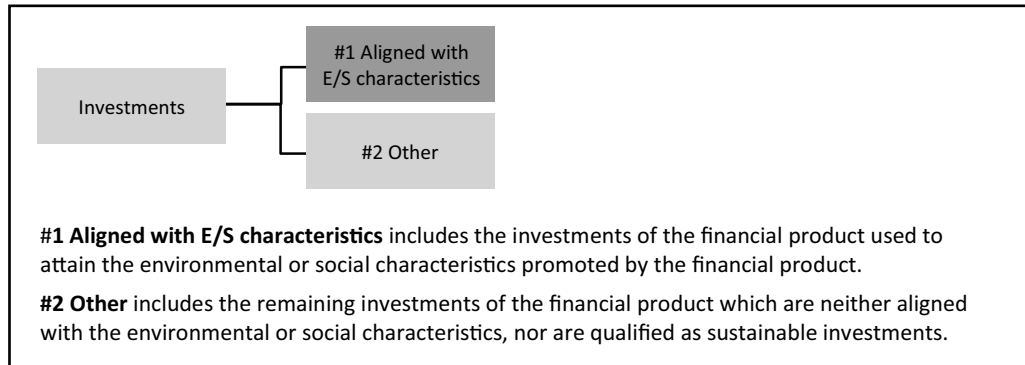 #1 Aligned with
E/S characteristics
Investments
#2 Other
#1 Aligned with E/S characteristics includes the investments of the financial product used to
attain the environmental or social characteristics promoted by the financial product.
#2 Other includes the remaining investments of the financial product which are neither aligned
with the environmental or social characteristics, nor are qualified as sustainable investments.